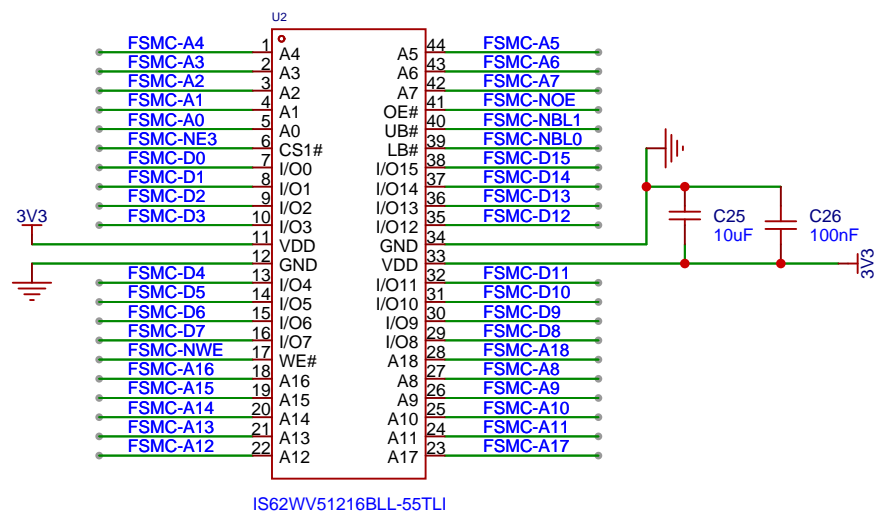 U2
FSMC-A4 1 A4 A5 44 FSMC-A5
FSMC-A3 2 A3 A6 43 FSMC-A6
FSMC-A2 3 A2 A7 42 FSMC-A7
FSMC-A1 4 A1 OE# 41 FSMC-NOE
FSMC-A0 5 A0 UB# 40 FSMC-NBL1
FSMC-NE3 6 CS1# LB# 39 FSMC-NBL0
FSMC-D0 7 I/O0 I/O15 38 FSMC-D15
FSMC-D1 8 I/O1 I/O14 37 FSMC-D14
FSMC-D2 9 I/O2 I/O13 36 FSMC-D13
FSMC-D3 10 I/O3 I/O12 35 FSMC-D12
3V3 11 VDD GND 34
12 GND VDD 33
FSMC-D4 13 I/O4 I/O11 32 FSMC-D11
FSMC-D5 14 I/O5 I/O10 31 FSMC-D10
FSMC-D6 15 I/O6 I/O9 30 FSMC-D9
FSMC-D7 16 I/O7 I/O8 29 FSMC-D8
FSMC-NWE 17 WE# A18 28 FSMC-A18
FSMC-A16 18 A16 A8 27 FSMC-A8
FSMC-A15 19 A15 A9 26 FSMC-A9
FSMC-A14 20 A14 A10 25 FSMC-A10
FSMC-A13 21 A13 A11 24 FSMC-A11
FSMC-A12 22 A12 A17 23 FSMC-A17
IS62WV51216BLL-55TLI
C25
10uF
C26
100nF
3V3